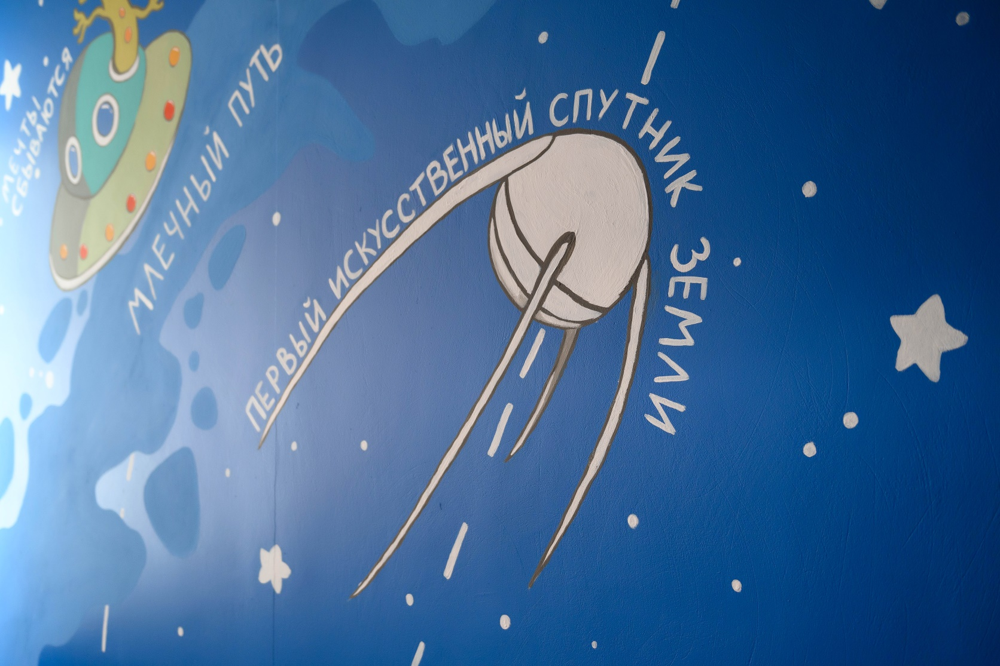 МЕЧТЫ
СБЫВАЮТСЯ
МЛЕЧНЫЙ ПУТЬ
ПЕРВЫЙ ИСКУССТВЕННЫЙ СПУТНИК ЗЕМЛИ